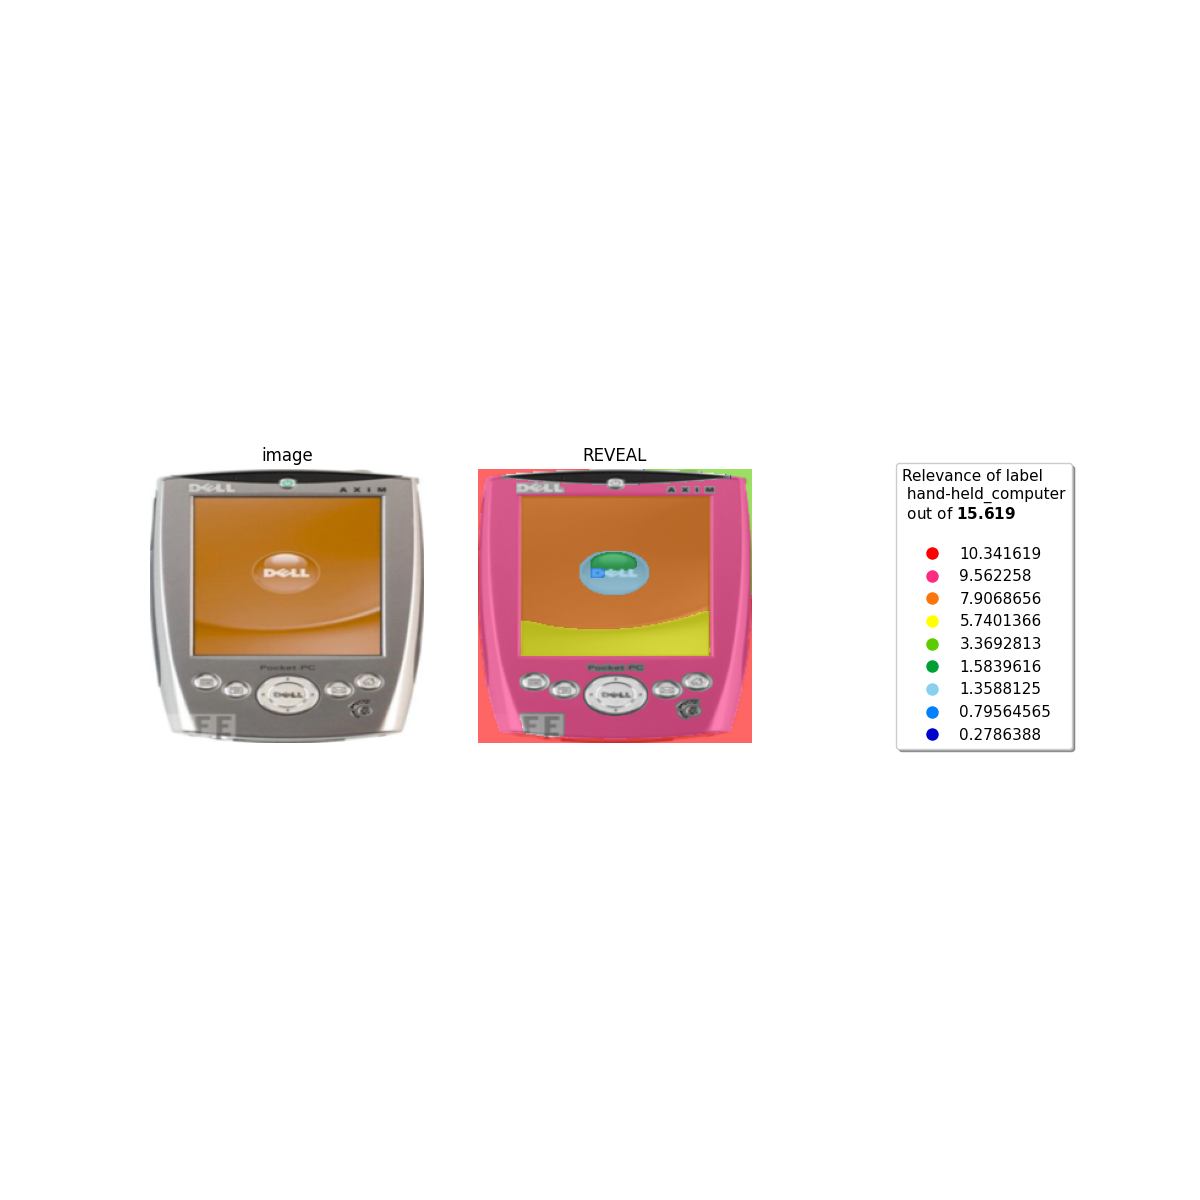 image
REVEAL
DELL
AXIM
DELL
Pocket PC
DELL
EE
DELL
AXIM
DELL
Pocket PC
DELL
EE
Relevance of label
hand-held_computer
out of 15.619
10.341619
9.562258
7.9068656
5.7401366
3.3692813
1.5839616
1.3588125
0.79564565
0.2786388